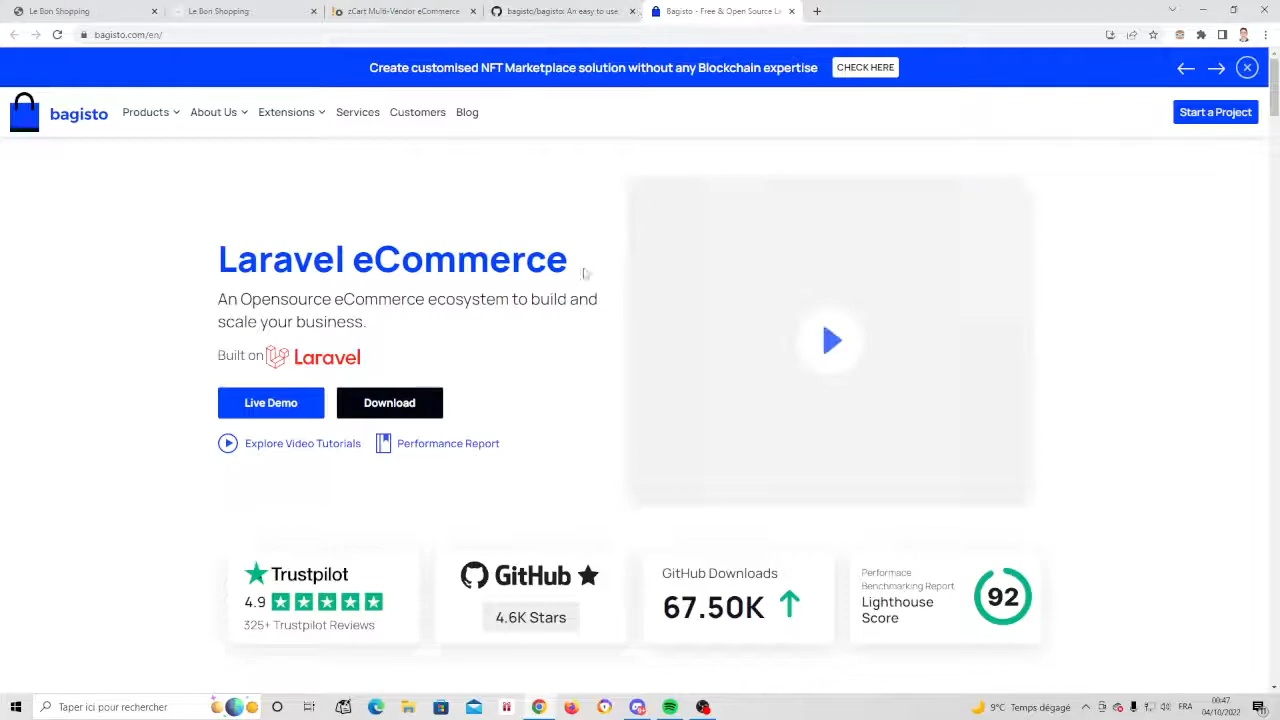 Le Bon Shopping
Le Bon Shopping
zCart Multi-Vendor eCommerce
bagisto/bagisto: An easy to use.
Bagisto - Free & Open Source L
bagisto.com/en/
Create customised NFT Marketplace solution without any Blockchain expertise
CHECK HERE
bagisto
Products
About Us
Extensions
Services
Customers
Blog
Start a Project
Laravel eCommerce
An Opensource eCommerce ecosystem to build and
scale your business.
Built on Laravel
Live Demo
Download
Explore Video Tutorials
Performance Report
Trustpilot
4.9
325+ Trustpilot Reviews
GitHub
4.6K Stars
GitHub Downloads
67.50K
Performace
Benchmarking Report
Lighthouse
Score
92
Taper ici pour rechercher
9°C Temps dégagé
FRA
00:47
04/10/2022